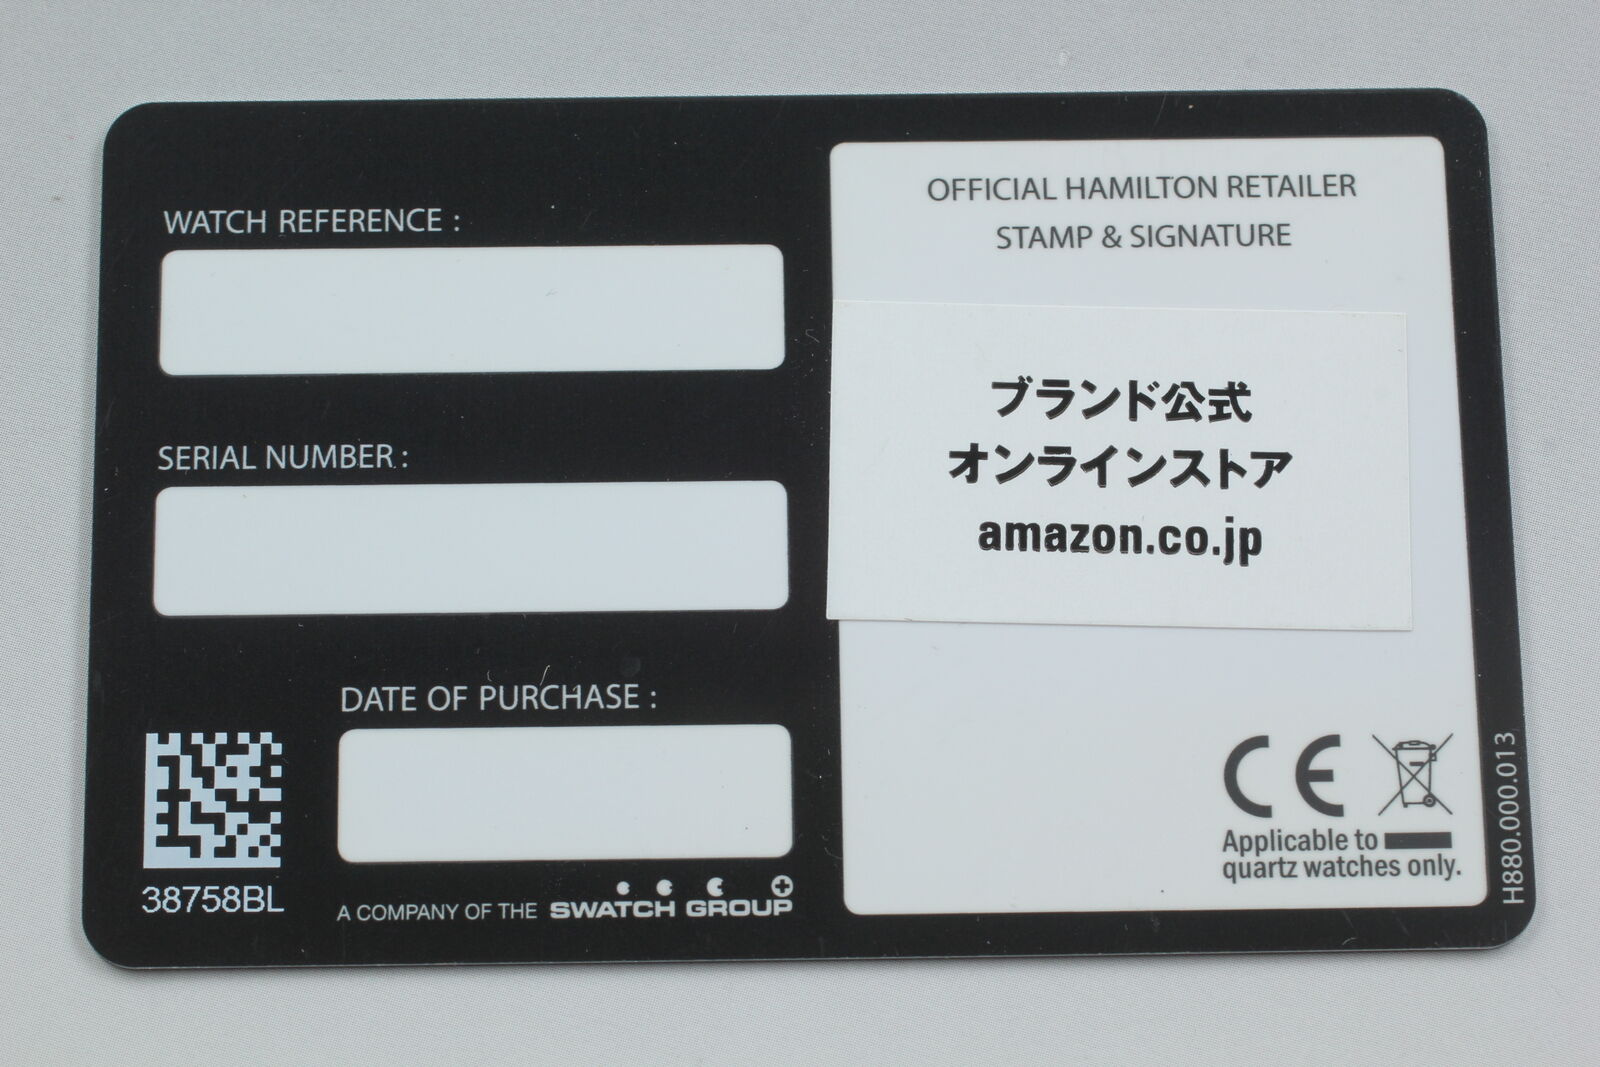 WATCH REFERENCE :
SERIAL NUMBER :
DATE OF PURCHASE :
38758BL
A COMPANY OF THE SWATCH GROUP
OFFICIAL HAMILTON RETAILER
STAMP & SIGNATURE
ブランド公式
オンラインストア
amazon.co.jp
CE
Applicable to
quartz watches only.
H880.000.013